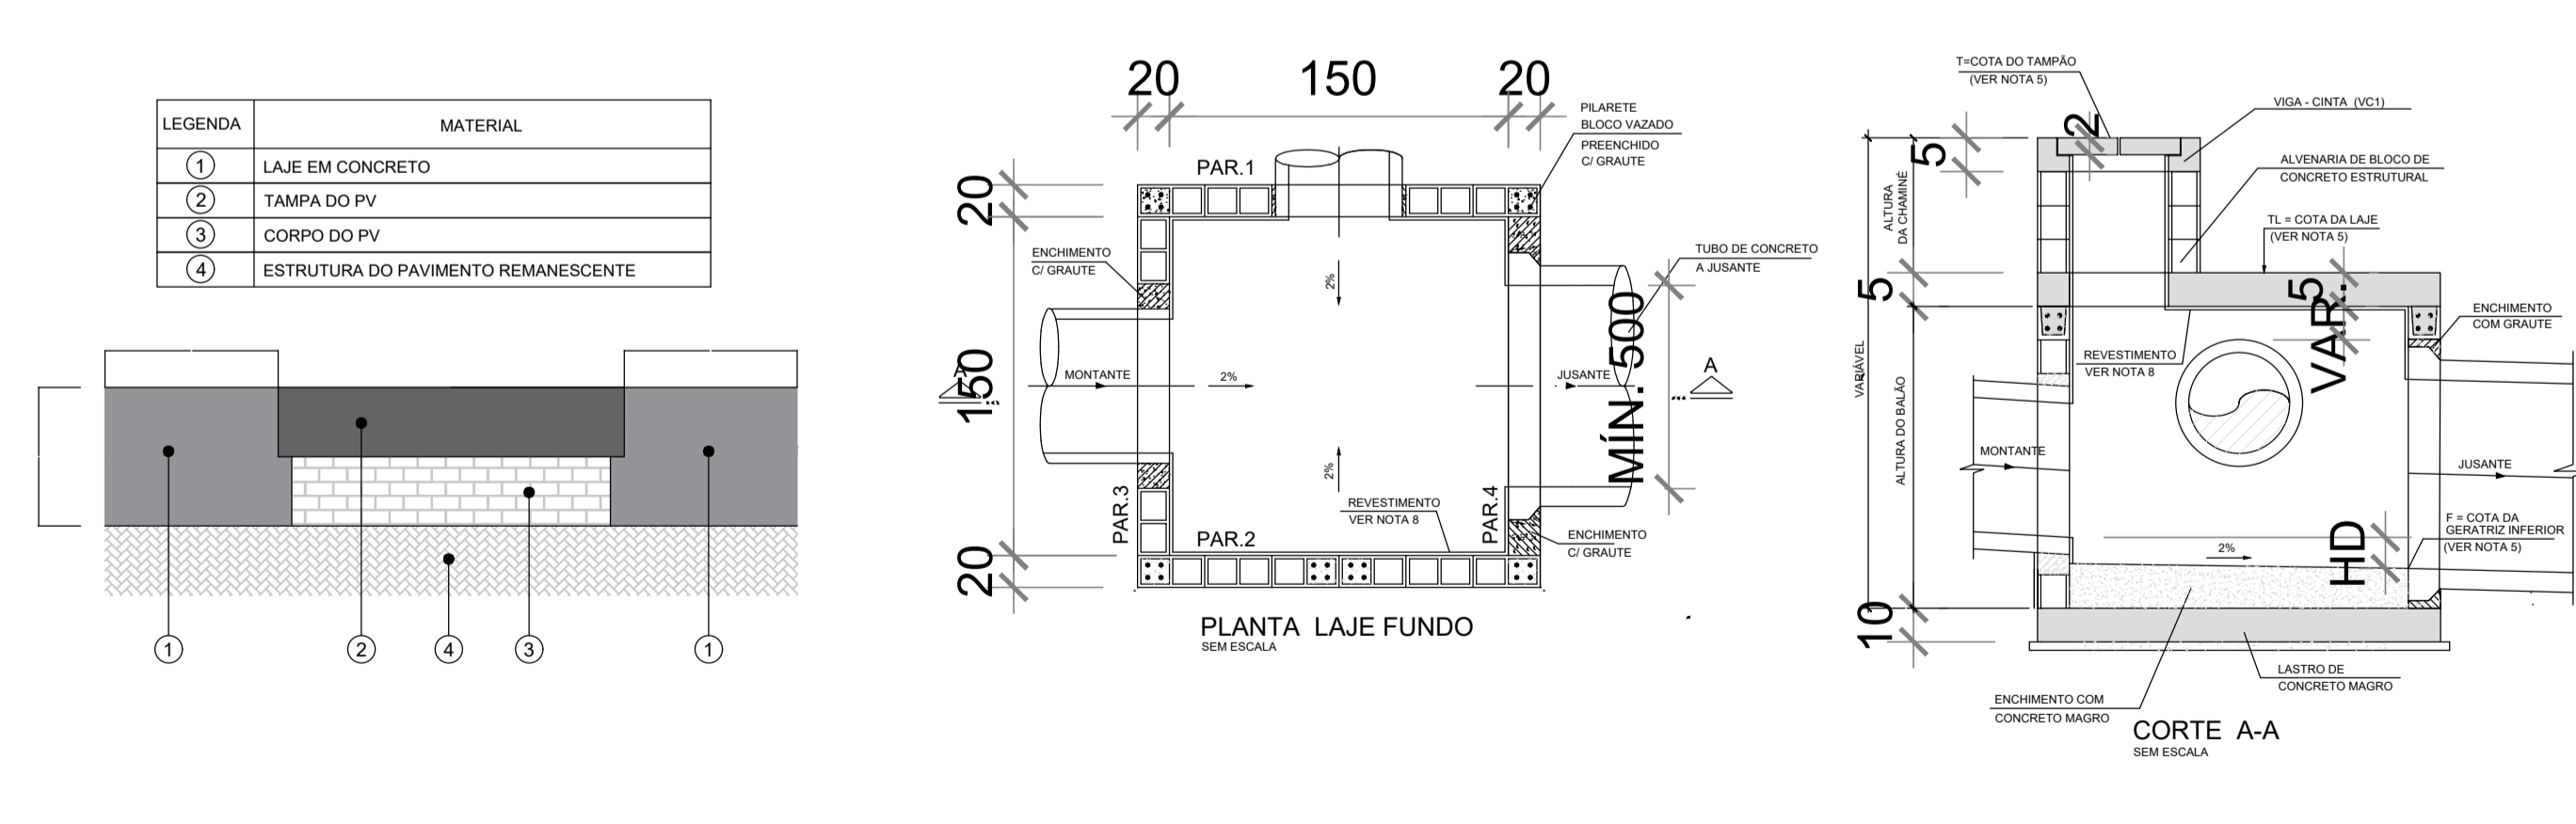 LEGENDA MATERIAL
1 LAJE EM CONCRETO
2 TAMPA DO PV
3 CORPO DO PV
4 ESTRUTURA DO PAVIMENTO REMANESCENTE
1 2 4 3 1
20 150 20
PILARETE
BLOCO VAZADO
PREENCHIDO
C/ GRAUTE
PAR.1
20
ENCHIMENTO
C/ GRAUTE
TUBO DE CONCRETO
A JUSANTE
2%
150
A
MONTANTE
2%
JUSANTE
MÍN. 500
A
2%
PAR.3
REVESTIMENTO
VER NOTA 8
PAR.4
PAR.2
ENCHIMENTO
C/ GRAUTE
20
PLANTA LAJE FUNDO
SEM ESCALA
T=COTA DO TAMPÃO
(VER NOTA 5)
VIGA - CINTA (VC1)
2
5
ALVENARIA DE BLOCO DE
CONCRETO ESTRUTURAL
ALTURA
DA CHAMINÉ
TL = COTA DA LAJE
(VER NOTA 5)
5
5
VAR.
ENCHIMENTO
COM GRAUTE
REVESTIMENTO
VER NOTA 8
VARIÁVEL
ALTURA DO BALÃO
MONTANTE
JUSANTE
F = COTA DA
GERATRIZ INFERIOR
(VER NOTA 5)
HD
2%
10
LASTRO DE
CONCRETO MAGRO
ENCHIMENTO COM
CONCRETO MAGRO
CORTE A-A
SEM ESCALA